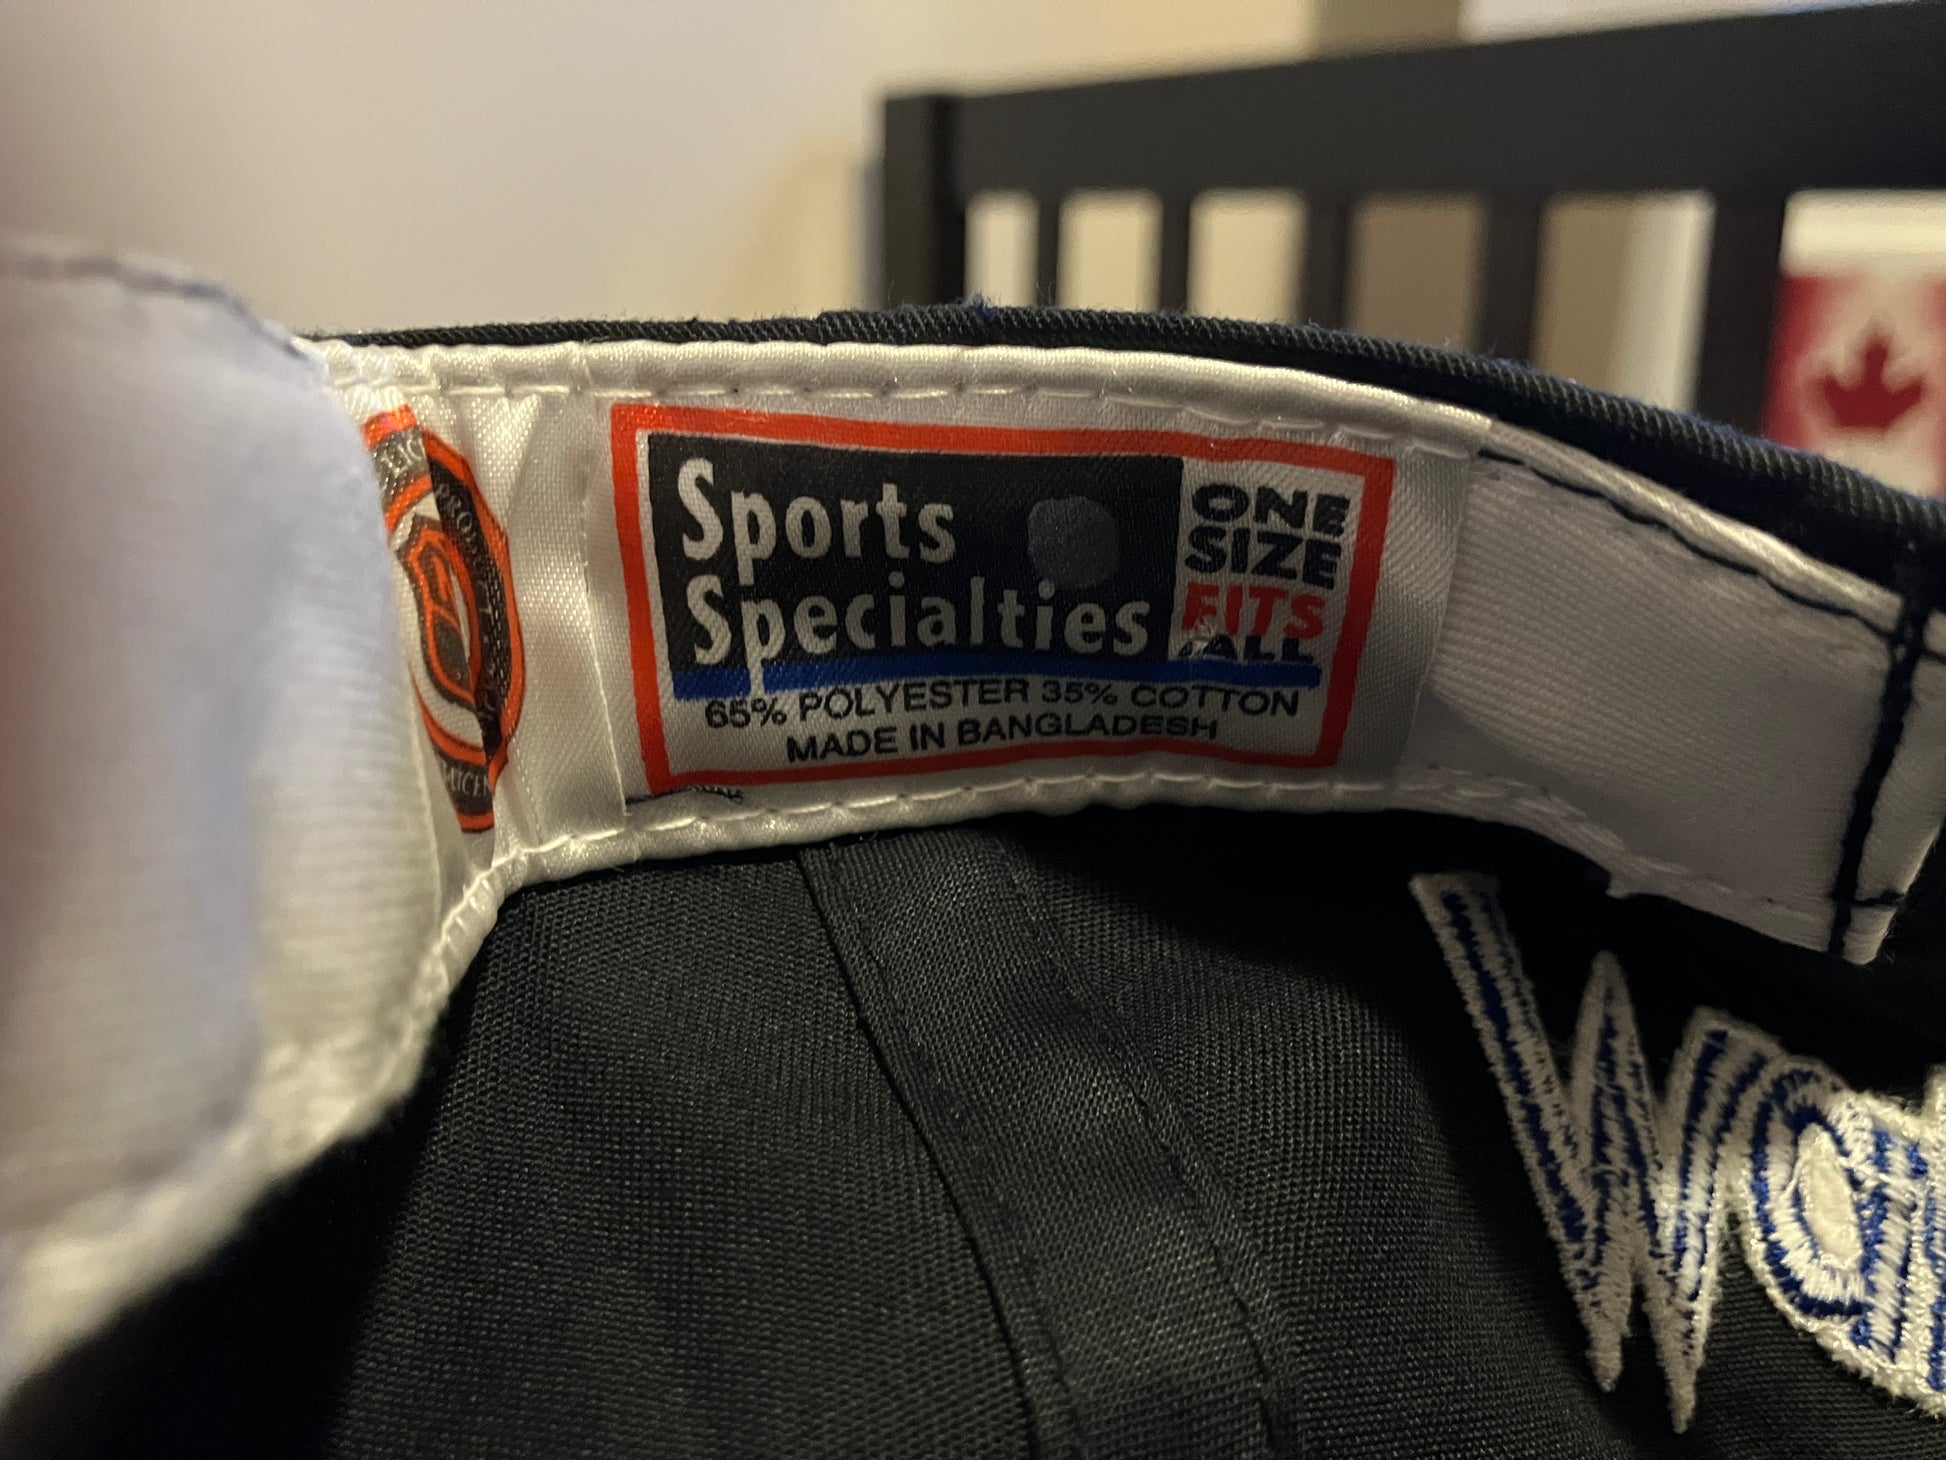 Sports
Specialties
ONE
SIZE
FITS
ALL
65% POLYESTER 35% COTTON
MADE IN BANGLADESH